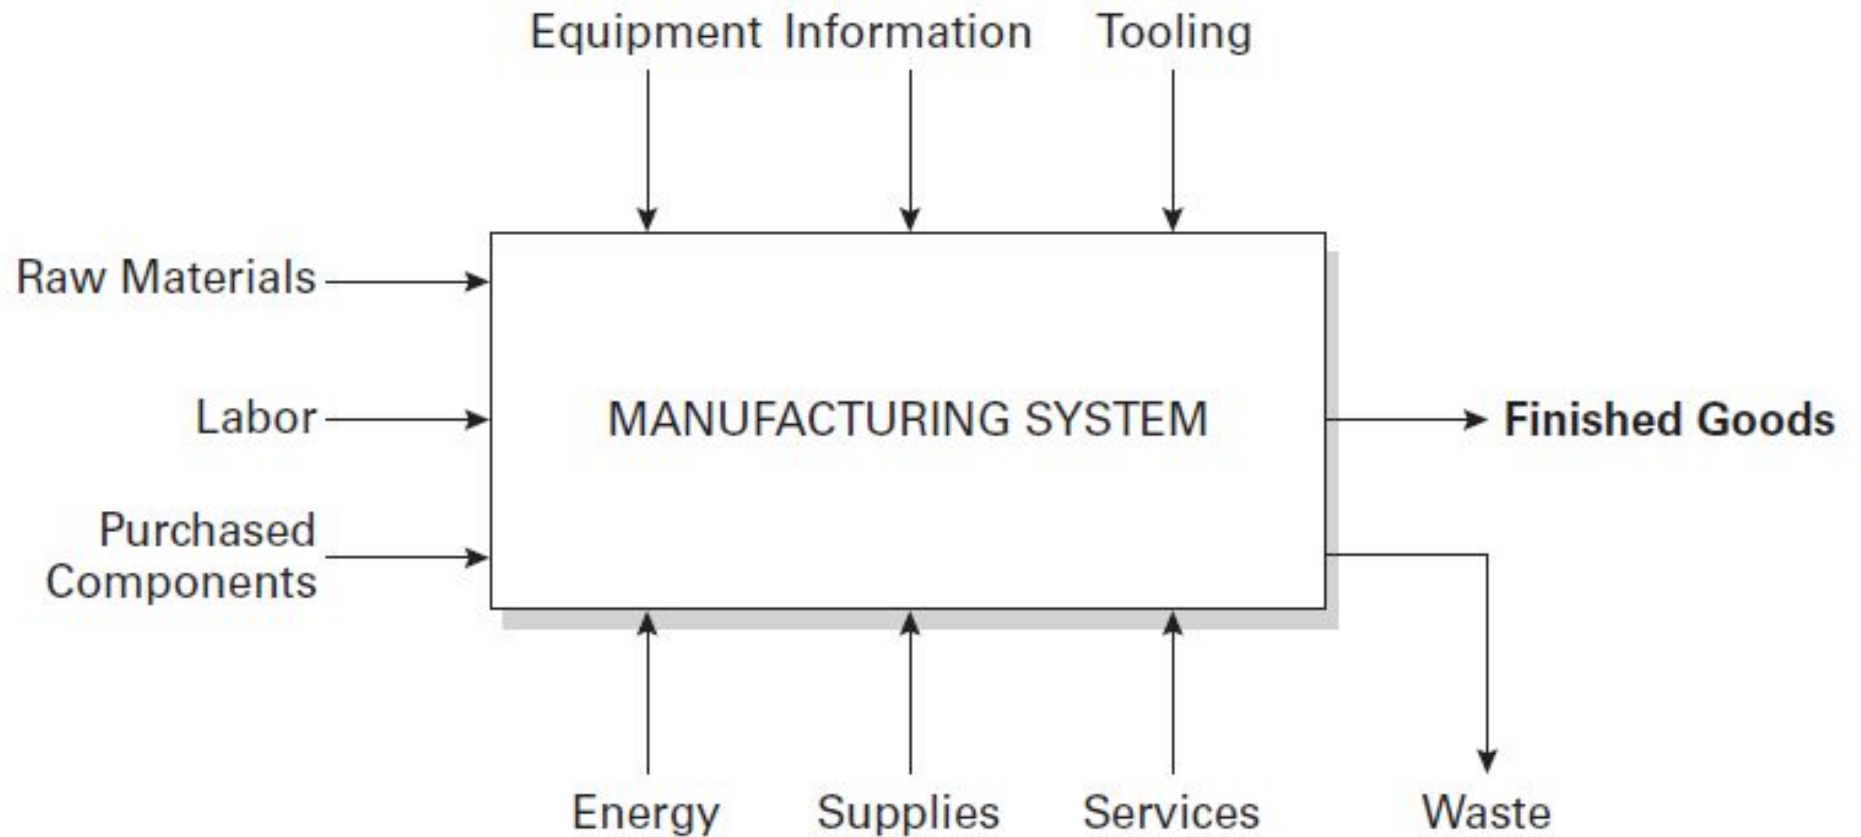 Equipment Information Tooling
Raw Materials
Labor
MANUFACTURING SYSTEM
Finished Goods
Purchased
Components
Energy
Supplies
Services
Waste